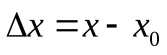 Δx = x - x₀